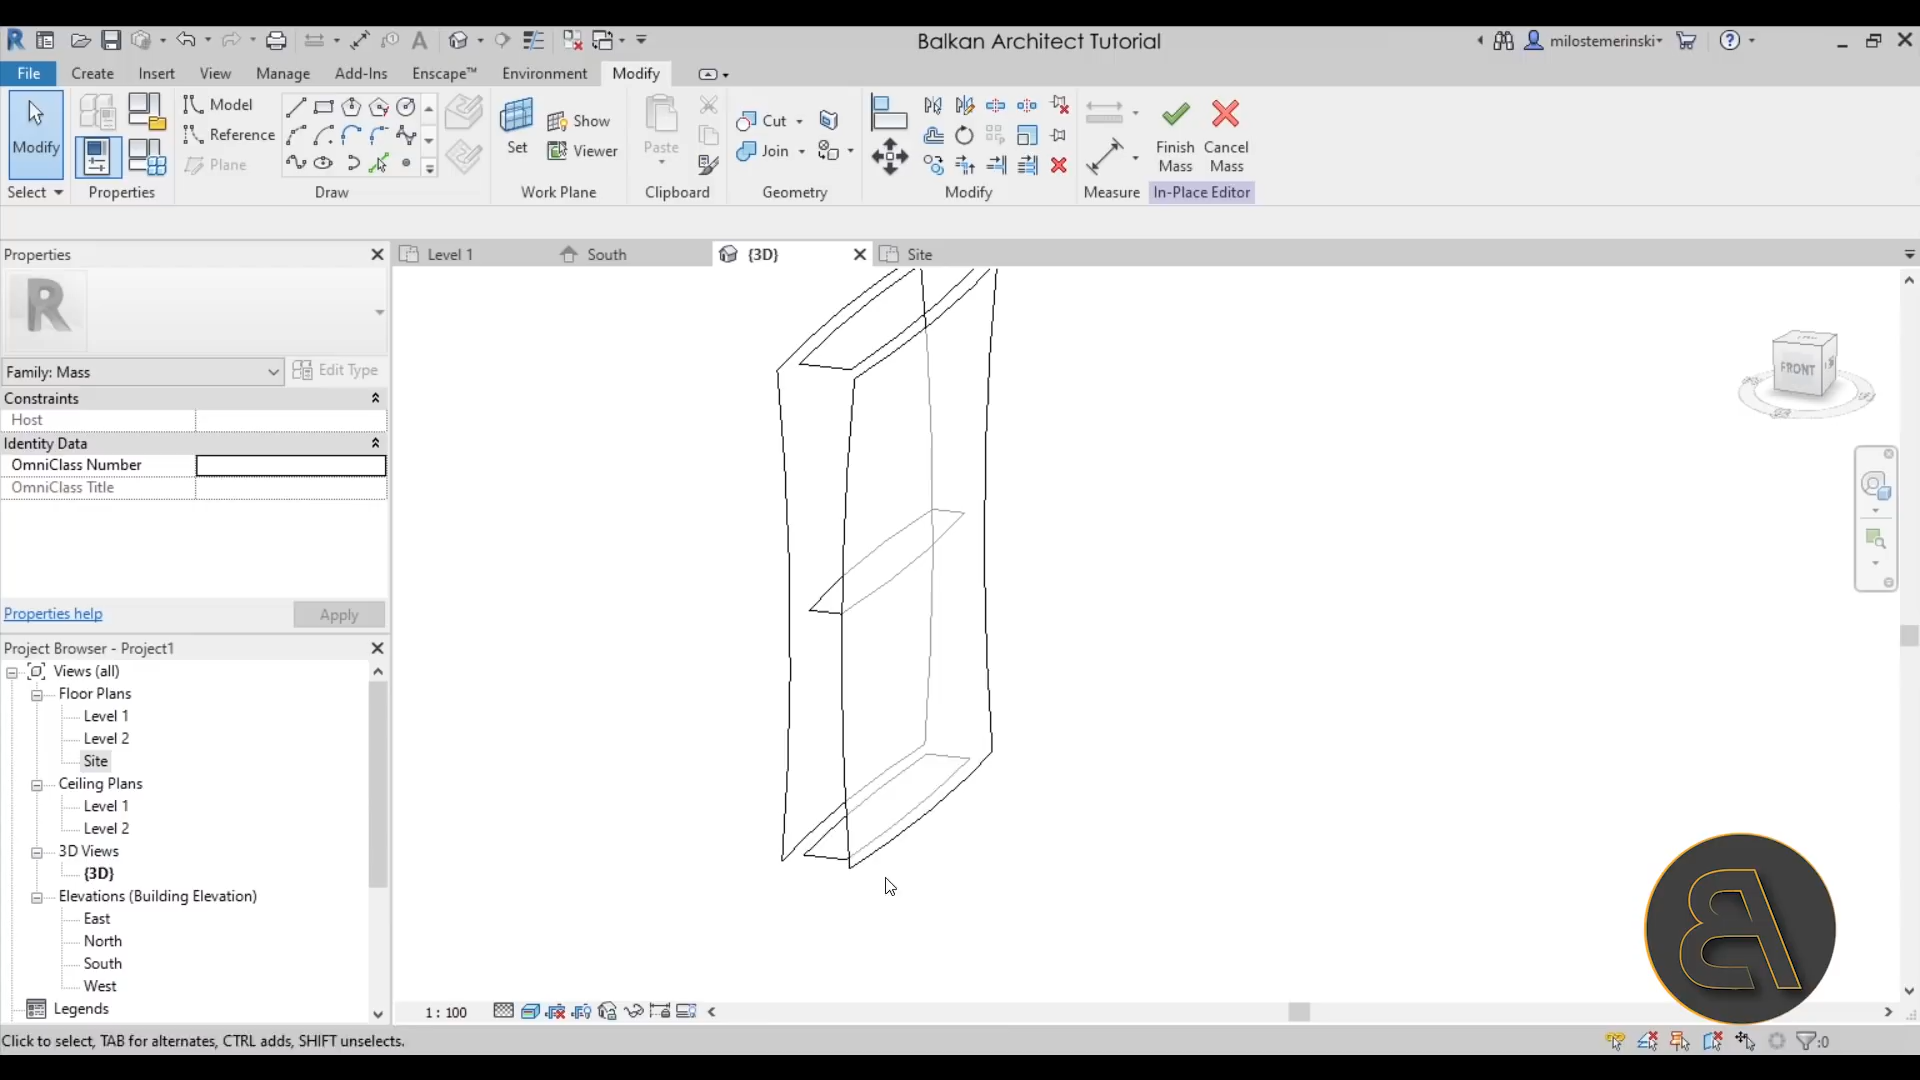 Balkan Architect Tutorial
milostemerinski
File Create Insert View Manage Add-Ins Enscape™ Environment Modify
Modify
Select
Properties
Model
Reference
Plane
Draw
Set
Show
Viewer
Work Plane
Paste
Clipboard
Cut
Join
Geometry
Modify
Measure
Finish Mass
Cancel Mass
In-Place Editor
Properties
Level 1 South {3D} Site
R
Family: Mass Edit Type
Constraints
Host
Identity Data
OmniClass Number
OmniClass Title
Properties help Apply
Project Browser - Project1
Views (all)
Floor Plans
Level 1
Level 2
Site
Ceiling Plans
Level 1
Level 2
3D Views
{3D}
Elevations (Building Elevation)
East
North
South
West
Legends
FRONT
1 : 100
Click to select, TAB for alternates, CTRL adds, SHIFT unselects.
:0